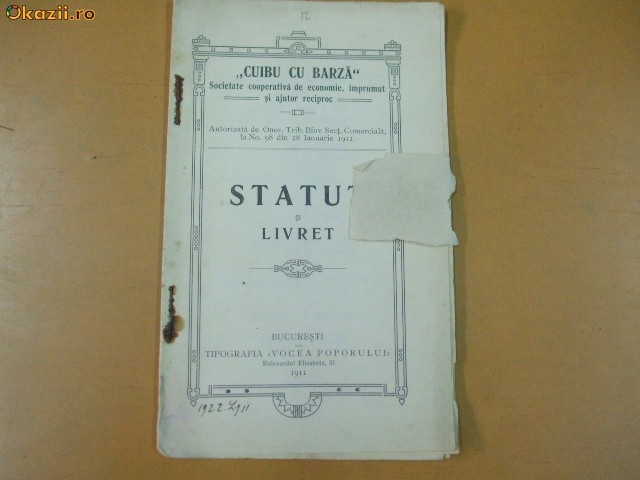 Okazii.ro
12
„CUIBU CU BARZĂ“
Societate cooperativă de economie, împrumut
și ajutor reciproc
Autorizată de Onor. Trib. Ilfov Secț. Comercială,
la No. 98 din 28 Ianuarie 1911.
STATUT
și
LIVRET
BUCUREȘTI
TIPOGRAFIA «VOCEA POPORULUI»
Bulevardul Elisabeta, 51.
1911
1922